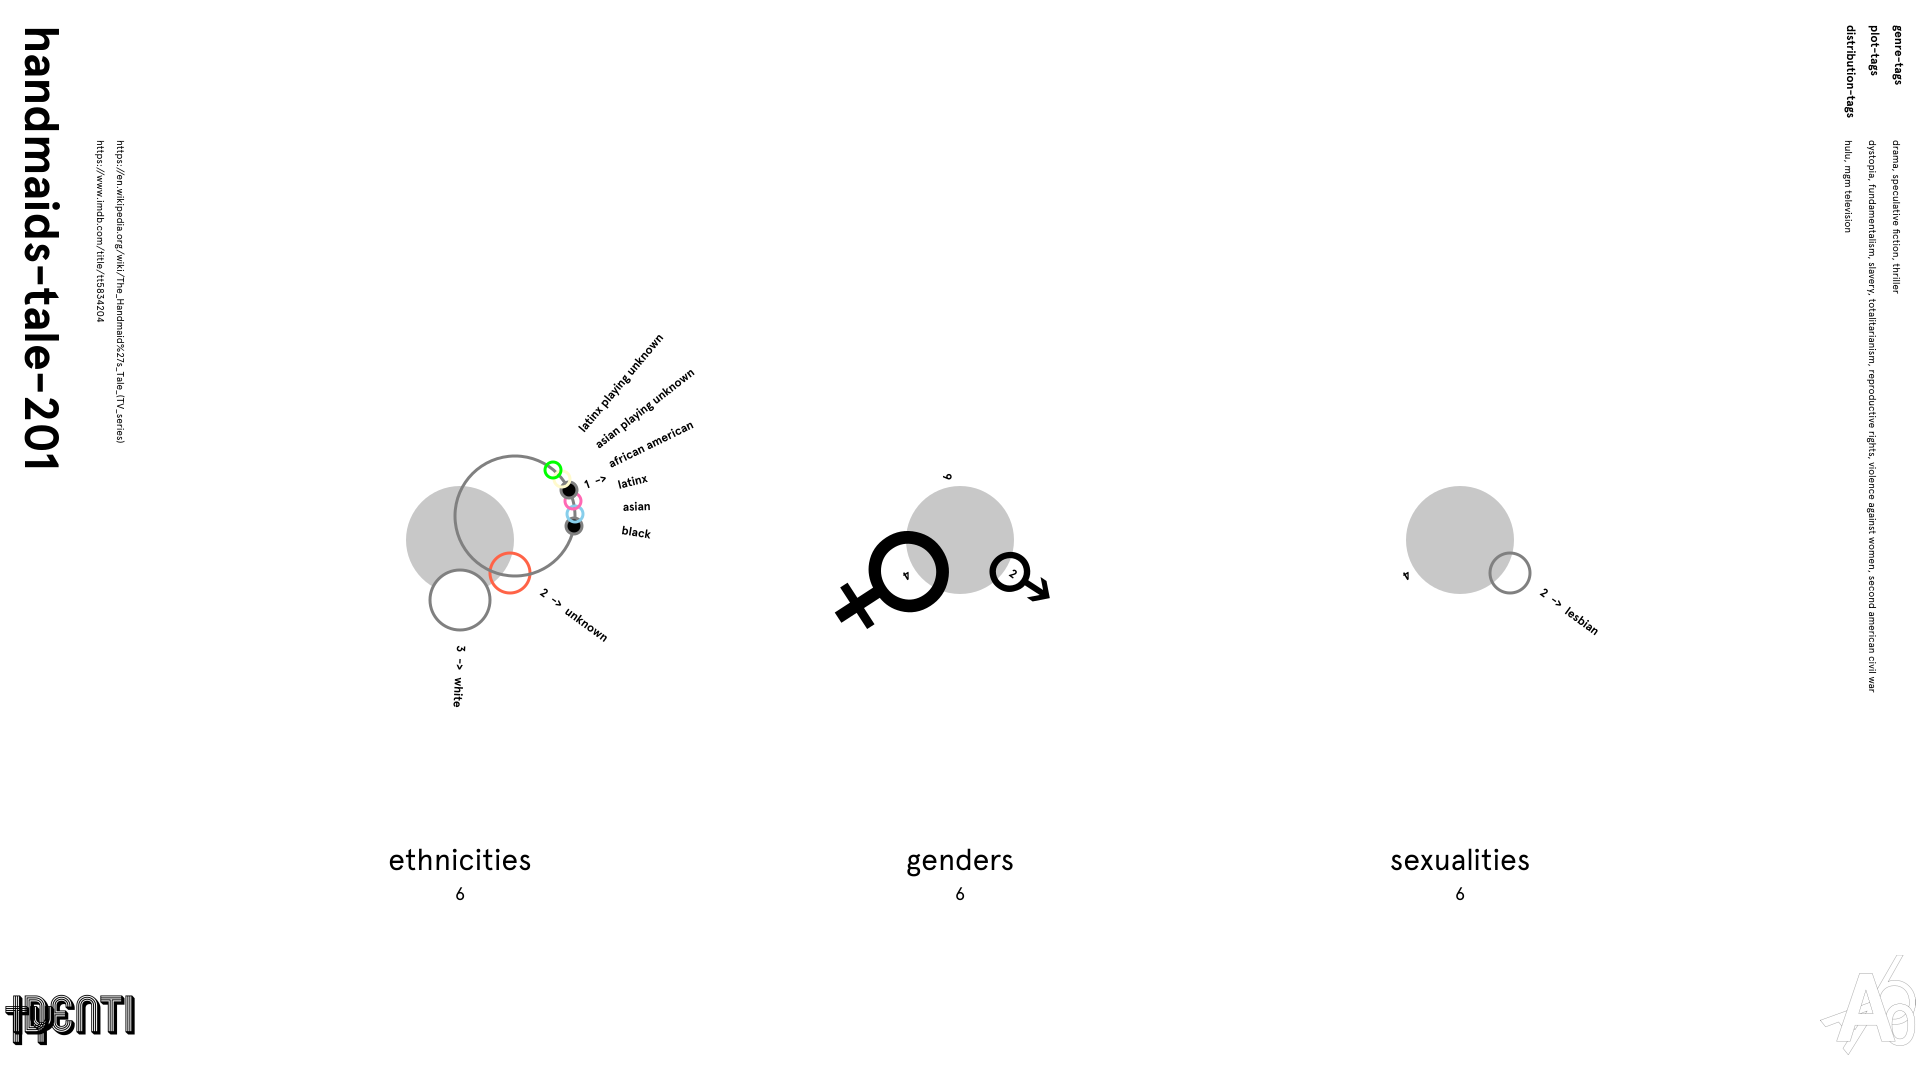 handmaids-tale-201
https://en.wikipedia.org/wiki/The_Handmaid%27s_Tale_(TV_series)
https://www.imdb.com/title/tt5834204
genre-tags
drama, speculative fiction, thriller
plot-tags
dystopia, fundamentalism, slavery, totalitarianism, reproductive rights, violence against women, second american civil war
distribution-tags
hulu, mgm television
latinx playing unknown
asian playing unknown
african american
1 -> latinx
asian
black
2 -> unknown
3 -> white
ethnicities
6
6
4
2
genders
6
4
2 -> lesbian
sexualities
6
IDENTI